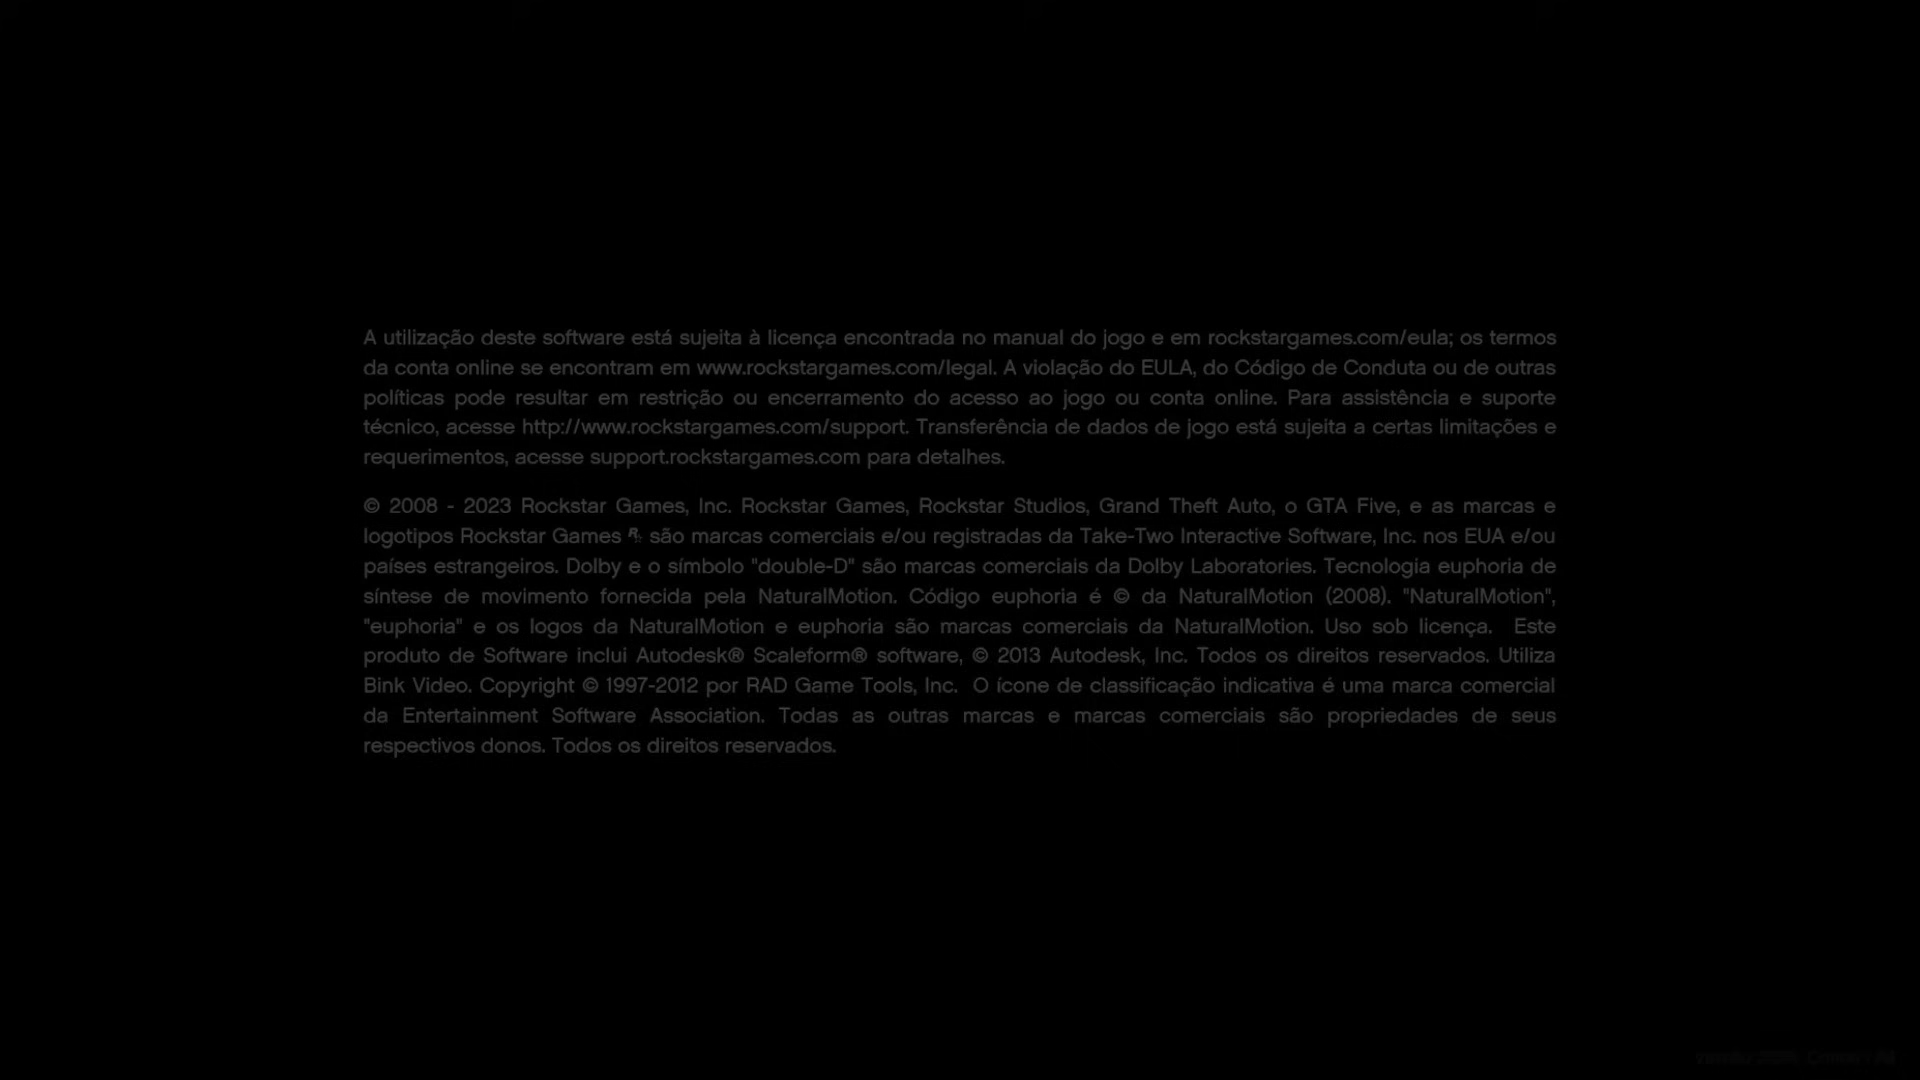 A utilização deste software está sujeita à licença encontrada no manual do jogo e em rockstargames.com/eula; os termos
da conta online se encontram em www.rockstargames.com/legal. A violação do EULA, do Código de Conduta ou de outras
políticas pode resultar em restrição ou encerramento do acesso ao jogo ou conta online. Para assistência e suporte
técnico, acesse http://www.rockstargames.com/support. Transferência de dados de jogo está sujeita a certas limitações e
requerimentos, acesse support.rockstargames.com para detalhes.
© 2008 - 2023 Rockstar Games, Inc. Rockstar Games, Rockstar Studios, Grand Theft Auto, o GTA Five, e as marcas e
logotipos Rockstar Games R* são marcas comerciais e/ou registradas da Take-Two Interactive Software, Inc. nos EUA e/ou
países estrangeiros. Dolby e o símbolo "double-D" são marcas comerciais da Dolby Laboratories. Tecnologia euphoria de
síntese de movimento fornecida pela NaturalMotion. Código euphoria é © da NaturalMotion (2008). "NaturalMotion",
"euphoria" e os logos da NaturalMotion e euphoria são marcas comerciais da NaturalMotion. Uso sob licença. Este
produto de Software inclui Autodesk® Scaleform® software, © 2013 Autodesk, Inc. Todos os direitos reservados. Utiliza
Bink Video. Copyright © 1997-2012 por RAD Game Tools, Inc. O ícone de classificação indicativa é uma marca comercial
da Entertainment Software Association. Todas as outras marcas e marcas comerciais são propriedades de seus
respectivos donos. Todos os direitos reservados.